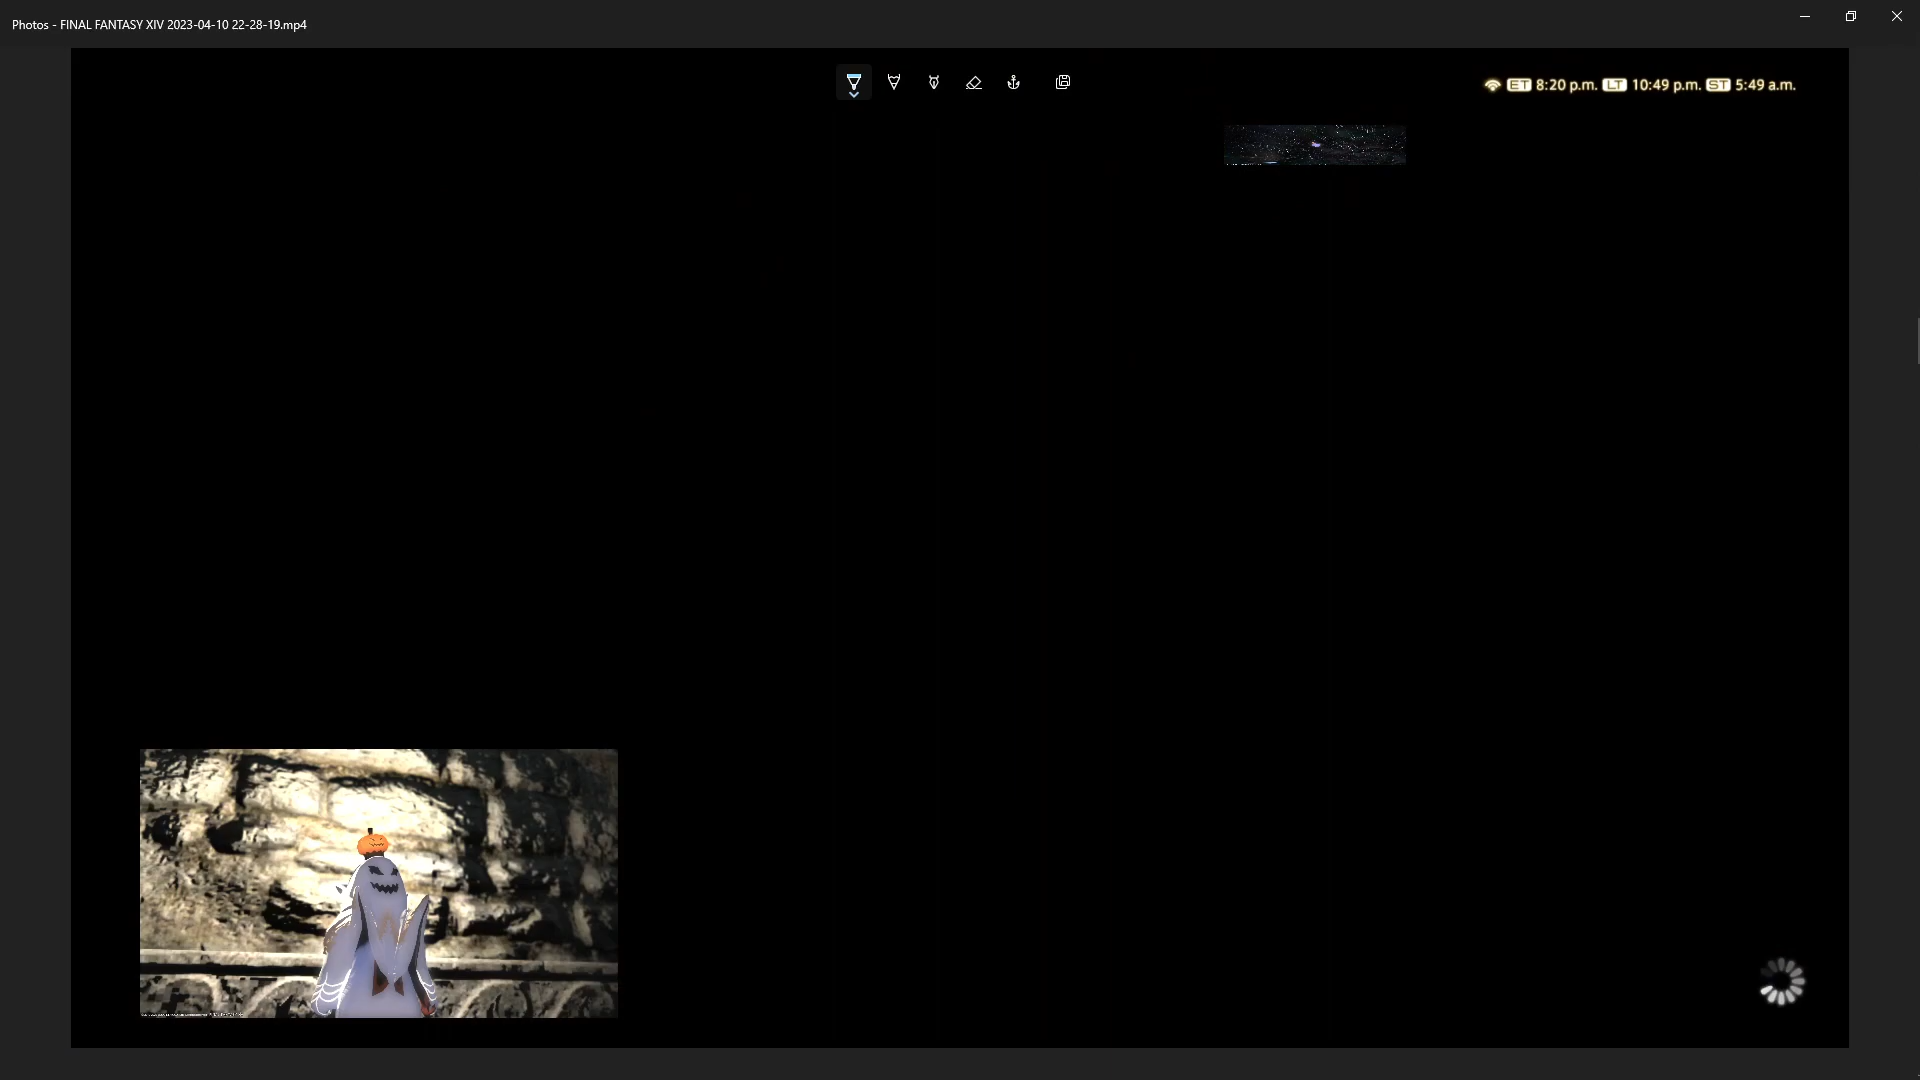 Photos - FINAL FANTASY XIV 2023-04-10 22-28-19.mp4
ET 8:20 p.m. LT 10:49 p.m. ST 5:49 a.m.